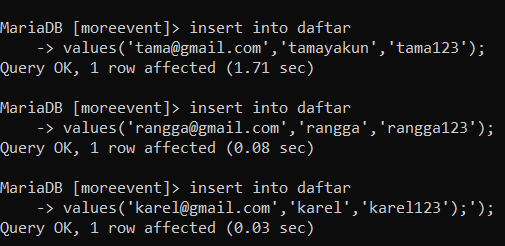 MariaDB [moreevent]> insert into daftar
    -> values('tama@gmail.com','tamayakun','tama123');
Query OK, 1 row affected (1.71 sec)
MariaDB [moreevent]> insert into daftar
    -> values('rangga@gmail.com','rangga','rangga123');
Query OK, 1 row affected (0.08 sec)
MariaDB [moreevent]> insert into daftar
    -> values('karel@gmail.com','karel','karel123');');
Query OK, 1 row affected (0.03 sec)